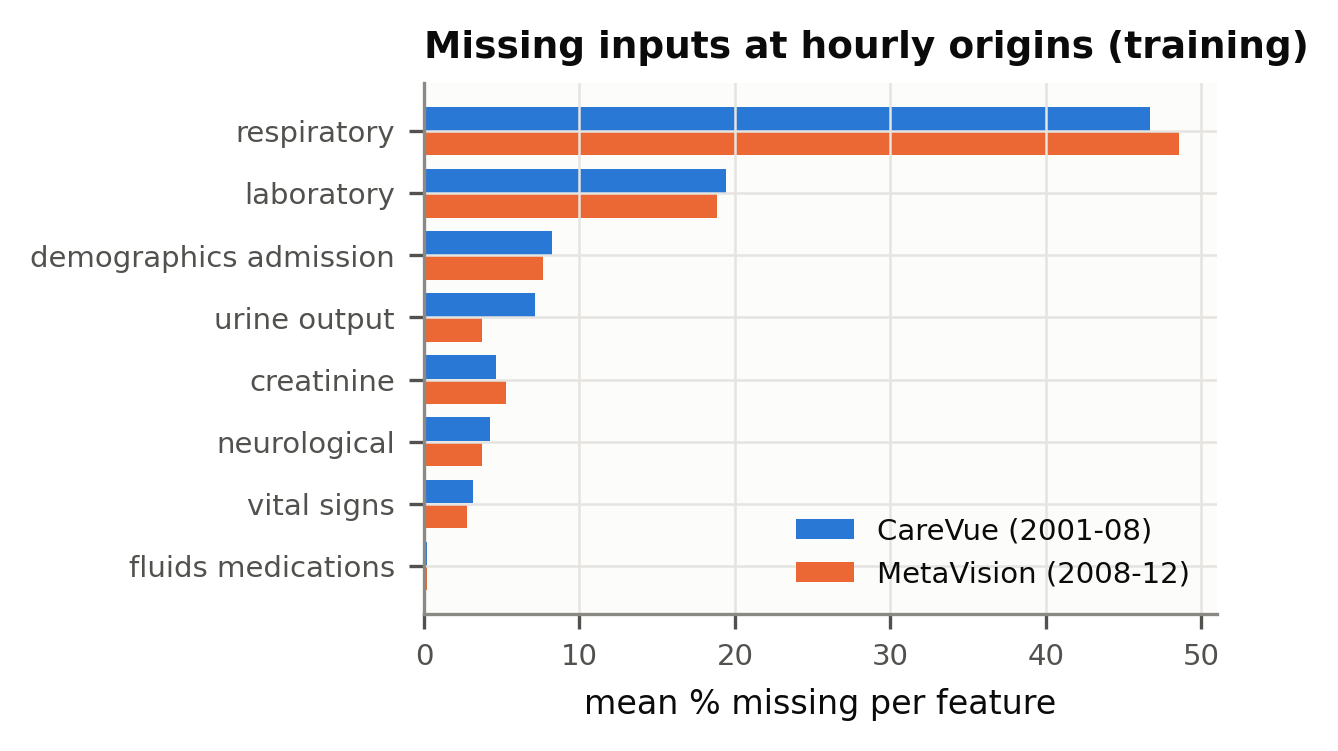 Missing inputs at hourly origins (training)
respiratory
laboratory
demographics admission
urine output
creatinine
neurological
vital signs
fluids medications
CareVue (2001-08)
MetaVision (2008-12)
0 10 20 30 40 50
mean % missing per feature